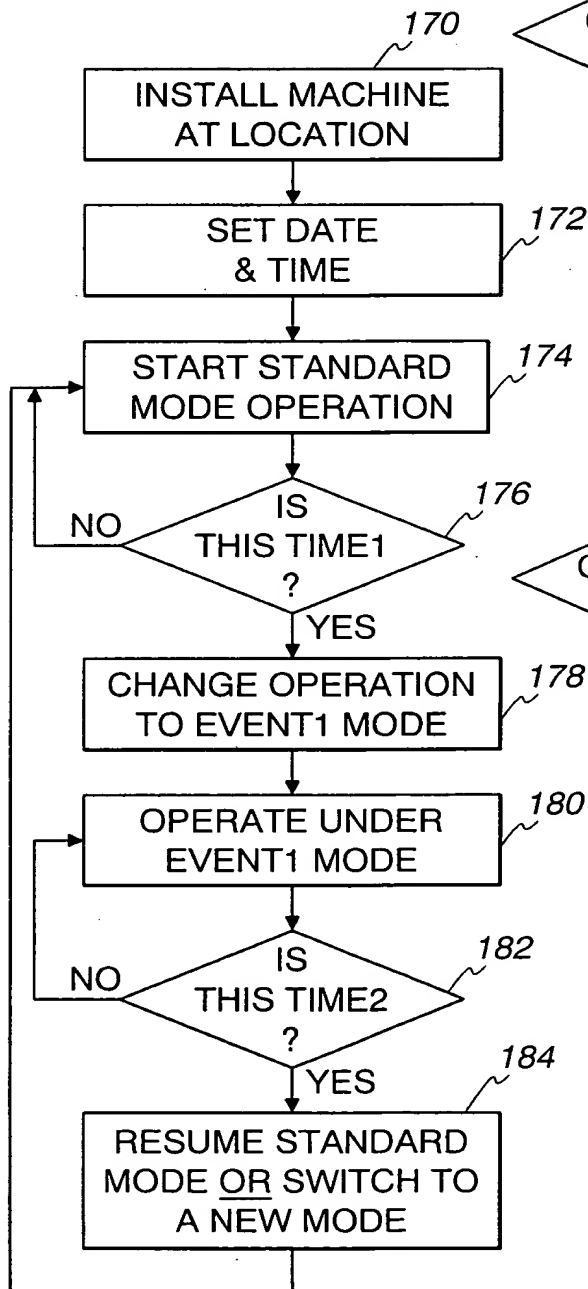 170
INSTALL MACHINE
AT LOCATION
SET DATE
& TIME
172
START STANDARD
MODE OPERATION
174
IS
THIS TIME1
?
176
NO
YES
CHANGE OPERATION
TO EVENT1 MODE
178
OPERATE UNDER
EVENT1 MODE
180
IS
THIS TIME2
?
182
NO
YES
184
RESUME STANDARD
MODE OR SWITCH TO
A NEW MODE